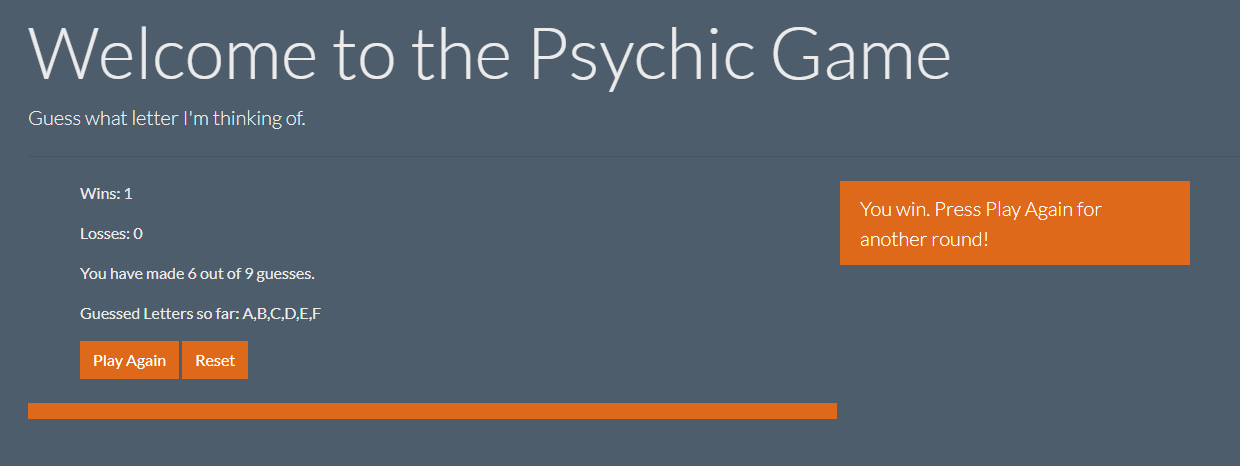 Welcome to the Psychic Game
Guess what letter I'm thinking of.
Wins: 1
Losses: 0
You have made 6 out of 9 guesses.
Guessed Letters so far: A,B,C,D,E,F
Play Again
Reset
You win. Press Play Again for
another round!